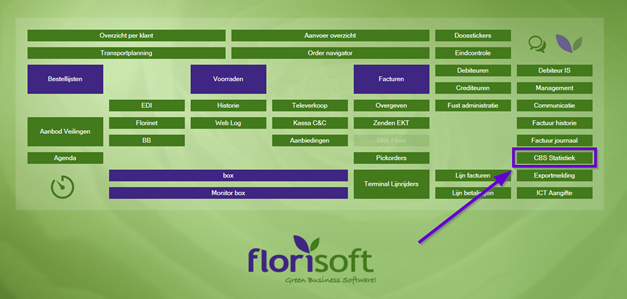 Overzicht per klant
Aanvoer overzicht
Doosstickers
Transportplanning
Order navigator
Eindcontrole
Bestellijsten
Voorraden
Facturen
Debiteuren
Debiteur IS
Crediteuren
Management
EDI
Historie
Televerkoop
Overgeven
Fust administratie
Communicatie
Aanbod Veilingen
Florinet
Web Log
Kassa C&C
Zenden EKT
Factuur historie
BB
Aanbiedingen
Factuur journaal
Agenda
Pickorders
CBS Statistiek
box
Terminal Lijnrijders
Lijn facturen
Exportmelding
Monitor box
Lijn betalingen
ICT Aangifte
florisoft
Green Business Software!